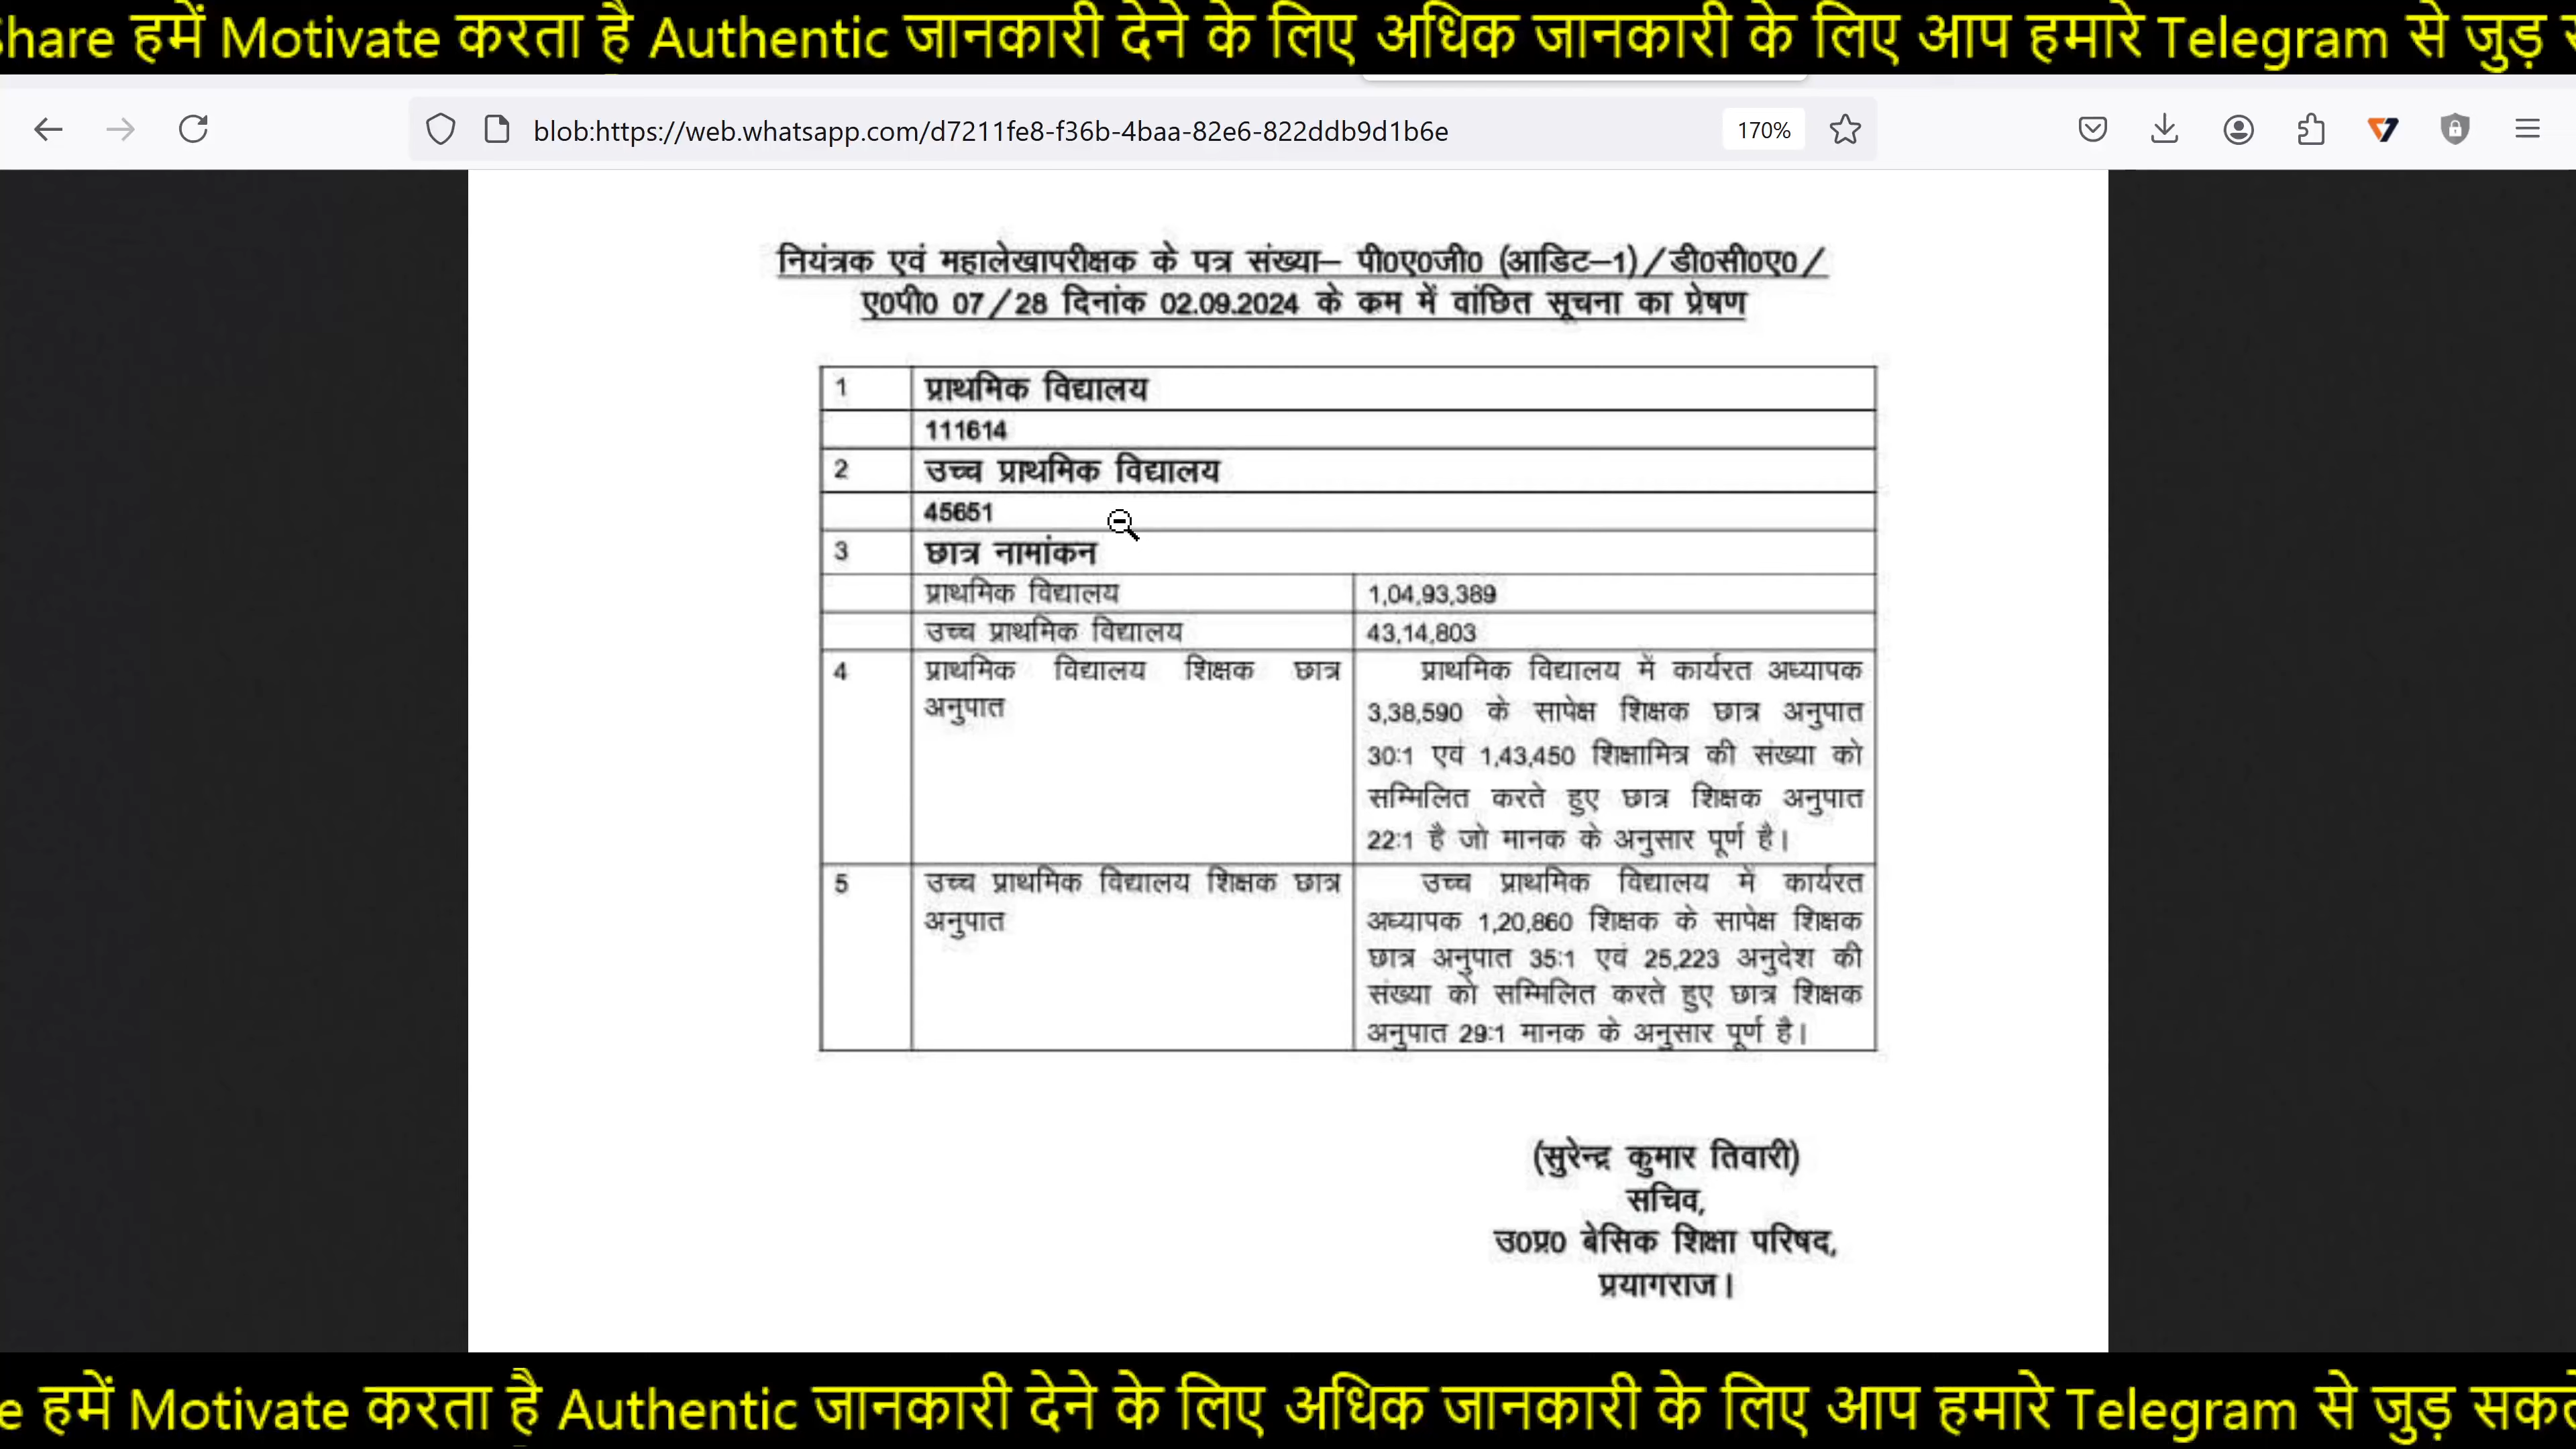 Share हमें Motivate करता है Authentic जानकारी देने के लिए अधिक जानकारी के लिए आप हमारे Telegram से जुड़
blob:https://web.whatsapp.com/d7211fe8-f36b-4baa-82e6-822ddb9d1b6e 170%
नियंत्रक एवं महालेखापरीक्षक के पत्र संख्या– पी0ए0जी0 (आडिट–1)/डी0सी0ए0/
ए0पी0 07/28 दिनांक 02.09.2024 के कम में वांछित सूचना का प्रेषण
1 प्राथमिक विद्यालय
111614
2 उच्च प्राथमिक विद्यालय
45651
3 छात्र नामांकन
प्राथमिक विद्यालय 1,04,93,389
उच्च प्राथमिक विद्यालय 43,14,803
4 प्राथमिक विद्यालय शिक्षक छात्र
अनुपात
प्राथमिक विद्यालय में कार्यरत अध्यापक
3,38,590 के सापेक्ष शिक्षक छात्र अनुपात
30:1 एवं 1,43,450 शिक्षामित्र की संख्या को
सम्मिलित करते हुए छात्र शिक्षक अनुपात
22:1 है जो मानक के अनुसार पूर्ण है।
5 उच्च प्राथमिक विद्यालय शिक्षक छात्र
अनुपात
उच्च प्राथमिक विद्यालय में कार्यरत
अध्यापक 1,20,860 शिक्षक के सापेक्ष शिक्षक
छात्र अनुपात 35:1 एवं 25,223 अनुदेश की
संख्या को सम्मिलित करते हुए छात्र शिक्षक
अनुपात 29:1 मानक के अनुसार पूर्ण है।
(सुरेन्द्र कुमार तिवारी)
सचिव,
उ0प्र0 बेसिक शिक्षा परिषद,
प्रयागराज।
हमें Motivate करता है Authentic जानकारी देने के लिए अधिक जानकारी के लिए आप हमारे Telegram से जुड़